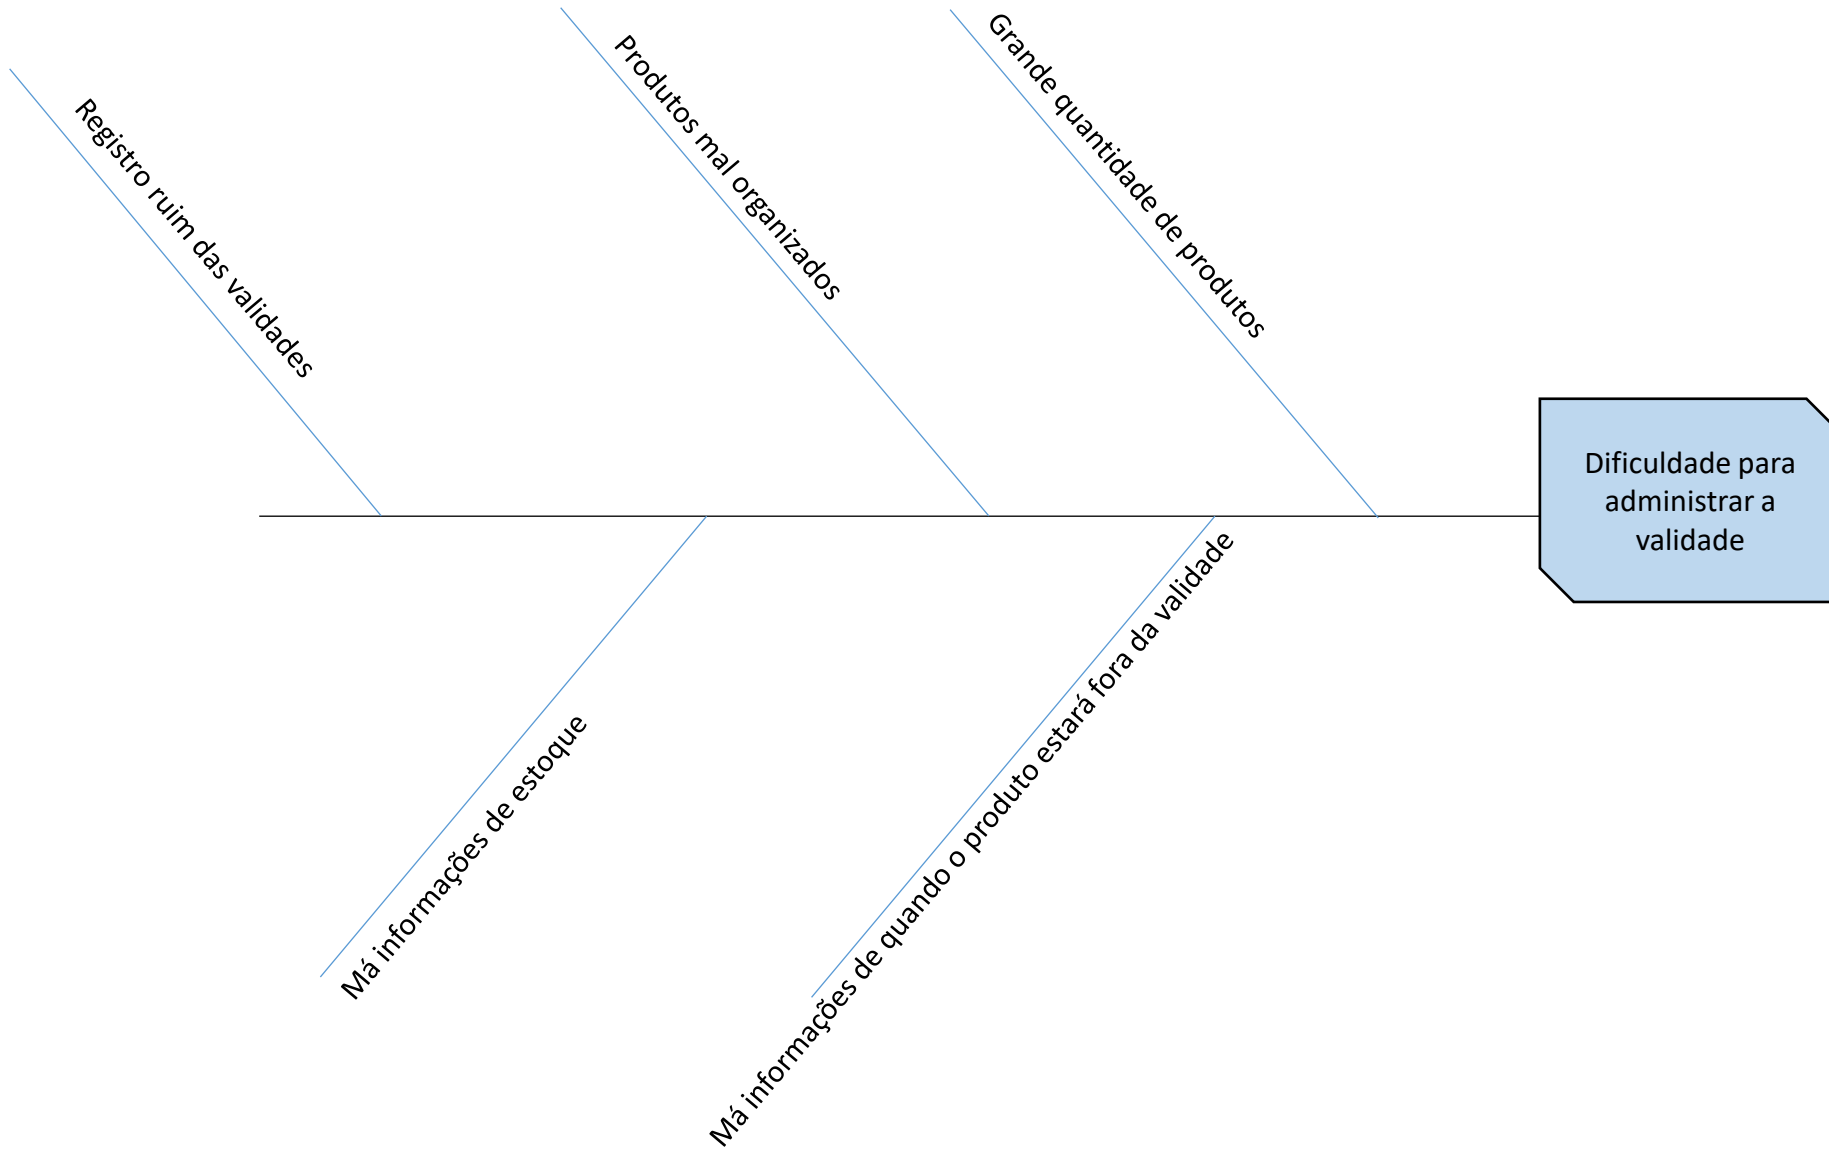 Registro ruim das validades
Produtos mal organizados
Grande quantidade de produtos
Dificuldade para
administrar a
validade
Má informações de estoque
Má informações de quando o produto estará fora da validade